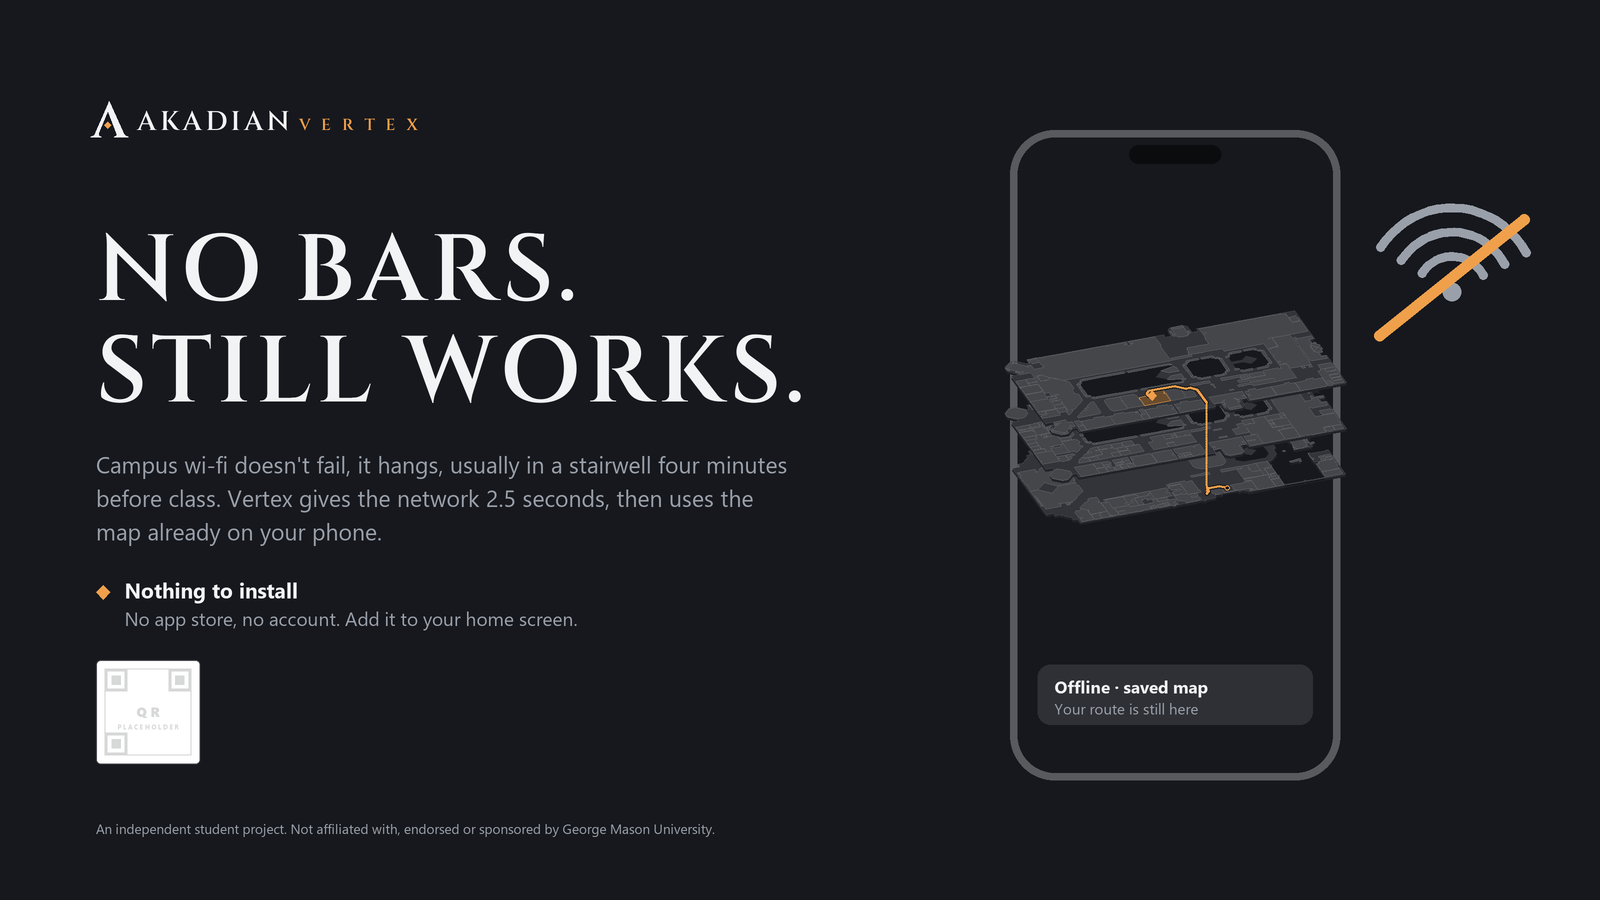 AKADIAN VERTEX
NO BARS.
STILL WORKS.
Campus wi-fi doesn't fail, it hangs, usually in a stairwell four minutes
before class. Vertex gives the network 2.5 seconds, then uses the
map already on your phone.
Nothing to install
No app store, no account. Add it to your home screen.
QR
PLACEHOLDER
An independent student project. Not affiliated with, endorsed or sponsored by George Mason University.
Offline · saved map
Your route is still here